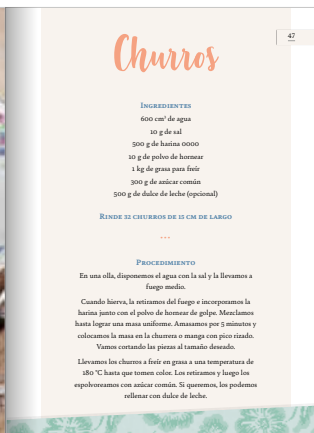 Churros
47
Ingredientes
600 cm³ de agua
10 g de sal
500 g de harina 0000
10 g de polvo de hornear
1 kg de grasa para freír
300 g de azúcar común
500 g de dulce de leche (opcional)
Rinde 32 churros de 15 cm de largo
...
Procedimiento
En una olla, disponemos el agua con la sal y la llevamos a
fuego medio.
Cuando hierva, la retiramos del fuego e incorporamos la
harina junto con el polvo de hornear de golpe. Mezclamos
hasta lograr una masa uniforme. Amasamos por 5 minutos y
colocamos la masa en la churrera o manga con pico rizado.
Vamos cortando las piezas al tamaño deseado.
Llevamos los churros a freír en grasa a una temperatura de
180 °C hasta que tomen color. Los retiramos y luego los
espolvoreamos con azúcar común. Si queremos, los podemos
rellenar con dulce de leche.